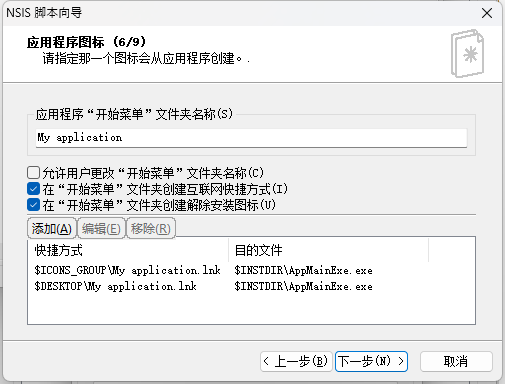 NSIS 脚本向导
应用程序图标 (6/9)
请指定那一个图标会从应用程序创建。.
应用程序“开始菜单”文件夹名称(S)
My application
允许用户更改“开始菜单”文件夹名称(C)
在“开始菜单”文件夹创建互联网快捷方式(I)
在“开始菜单”文件夹创建解除安装图标(U)
添加(A) 编辑(E) 移除(R)
快捷方式 目的文件
$ICONS_GROUP\My application.lnk $INSTDIR\AppMainExe.exe
$DESKTOP\My application.lnk $INSTDIR\AppMainExe.exe
< 上一步(B) 下一步(N) > 取消